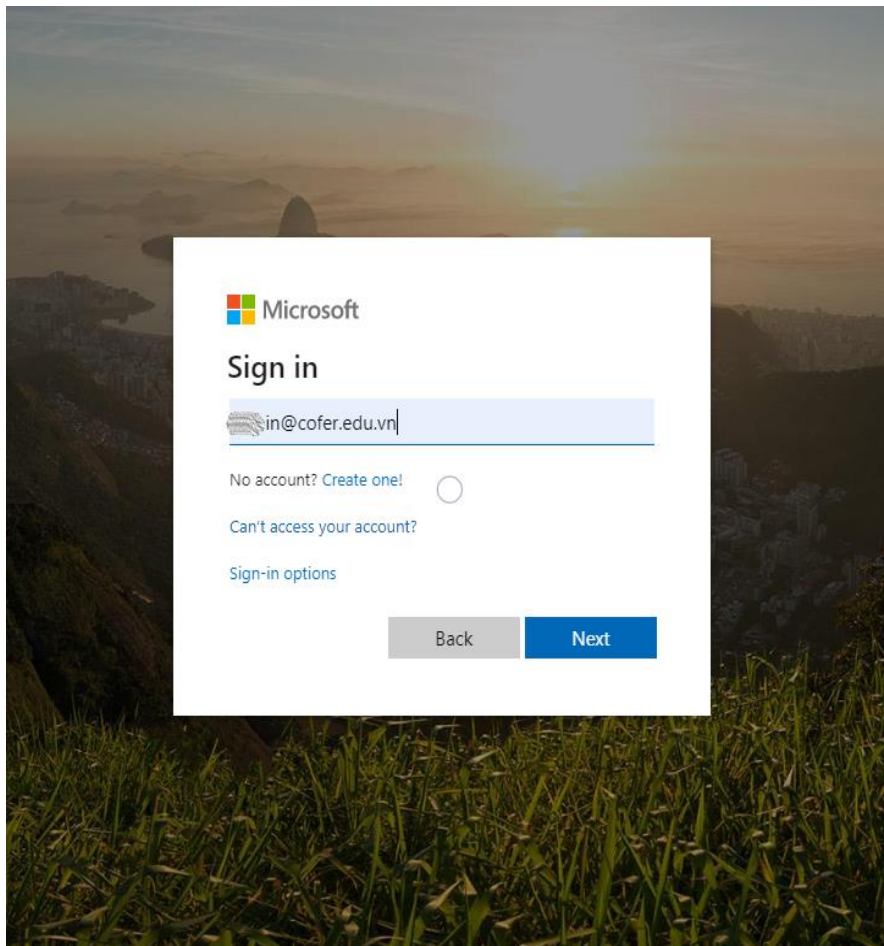 Microsoft
Sign in
in@cofer.edu.vn
No account? Create one!
Can't access your account?
Sign-in options
Back Next